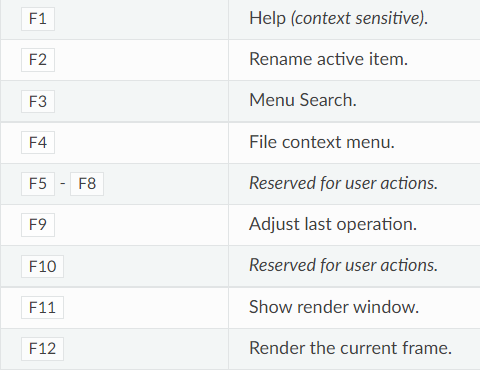 F1 Help (context sensitive).
F2 Rename active item.
F3 Menu Search.
F4 File context menu.
F5 - F8 Reserved for user actions.
F9 Adjust last operation.
F10 Reserved for user actions.
F11 Show render window.
F12 Render the current frame.